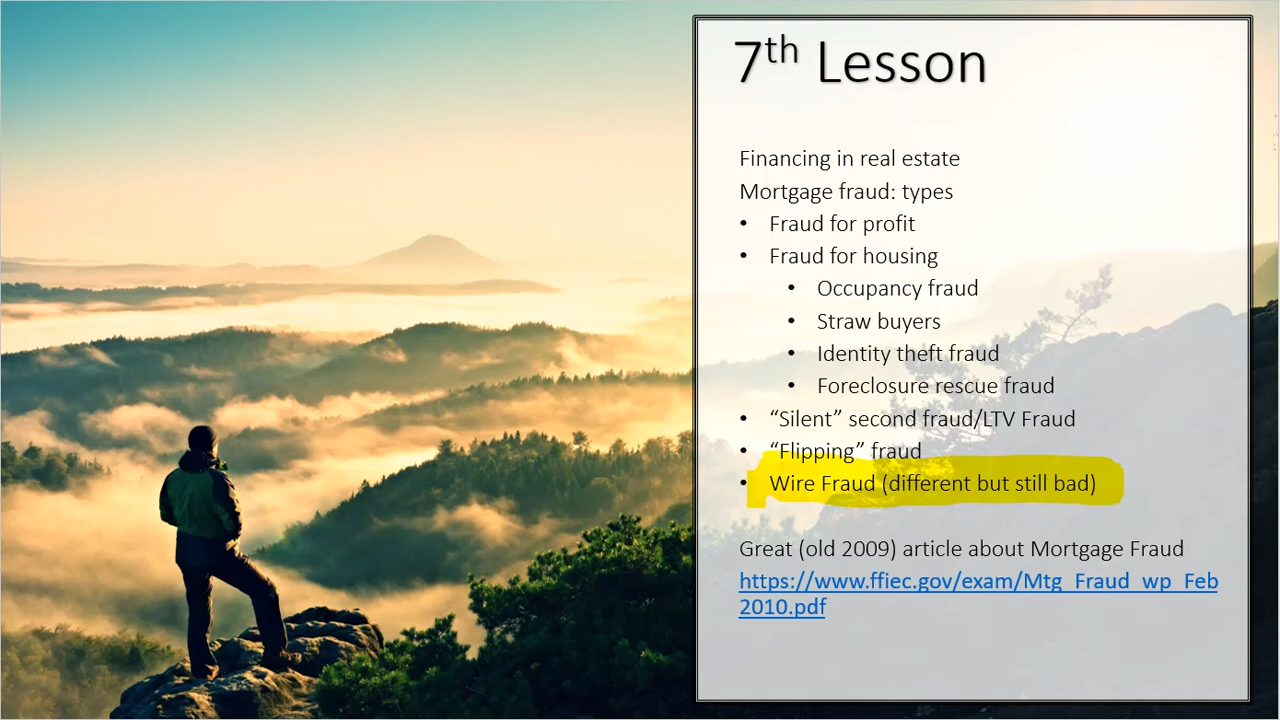 7th Lesson
Financing in real estate
Mortgage fraud: types
• Fraud for profit
• Fraud for housing
• Occupancy fraud
• Straw buyers
• Identity theft fraud
• Foreclosure rescue fraud
• “Silent” second fraud/LTV Fraud
• “Flipping” fraud
• Wire Fraud (different but still bad)
Great (old 2009) article about Mortgage Fraud
https://www.ffiec.gov/exam/Mtg_Fraud_wp_Feb
2010.pdf